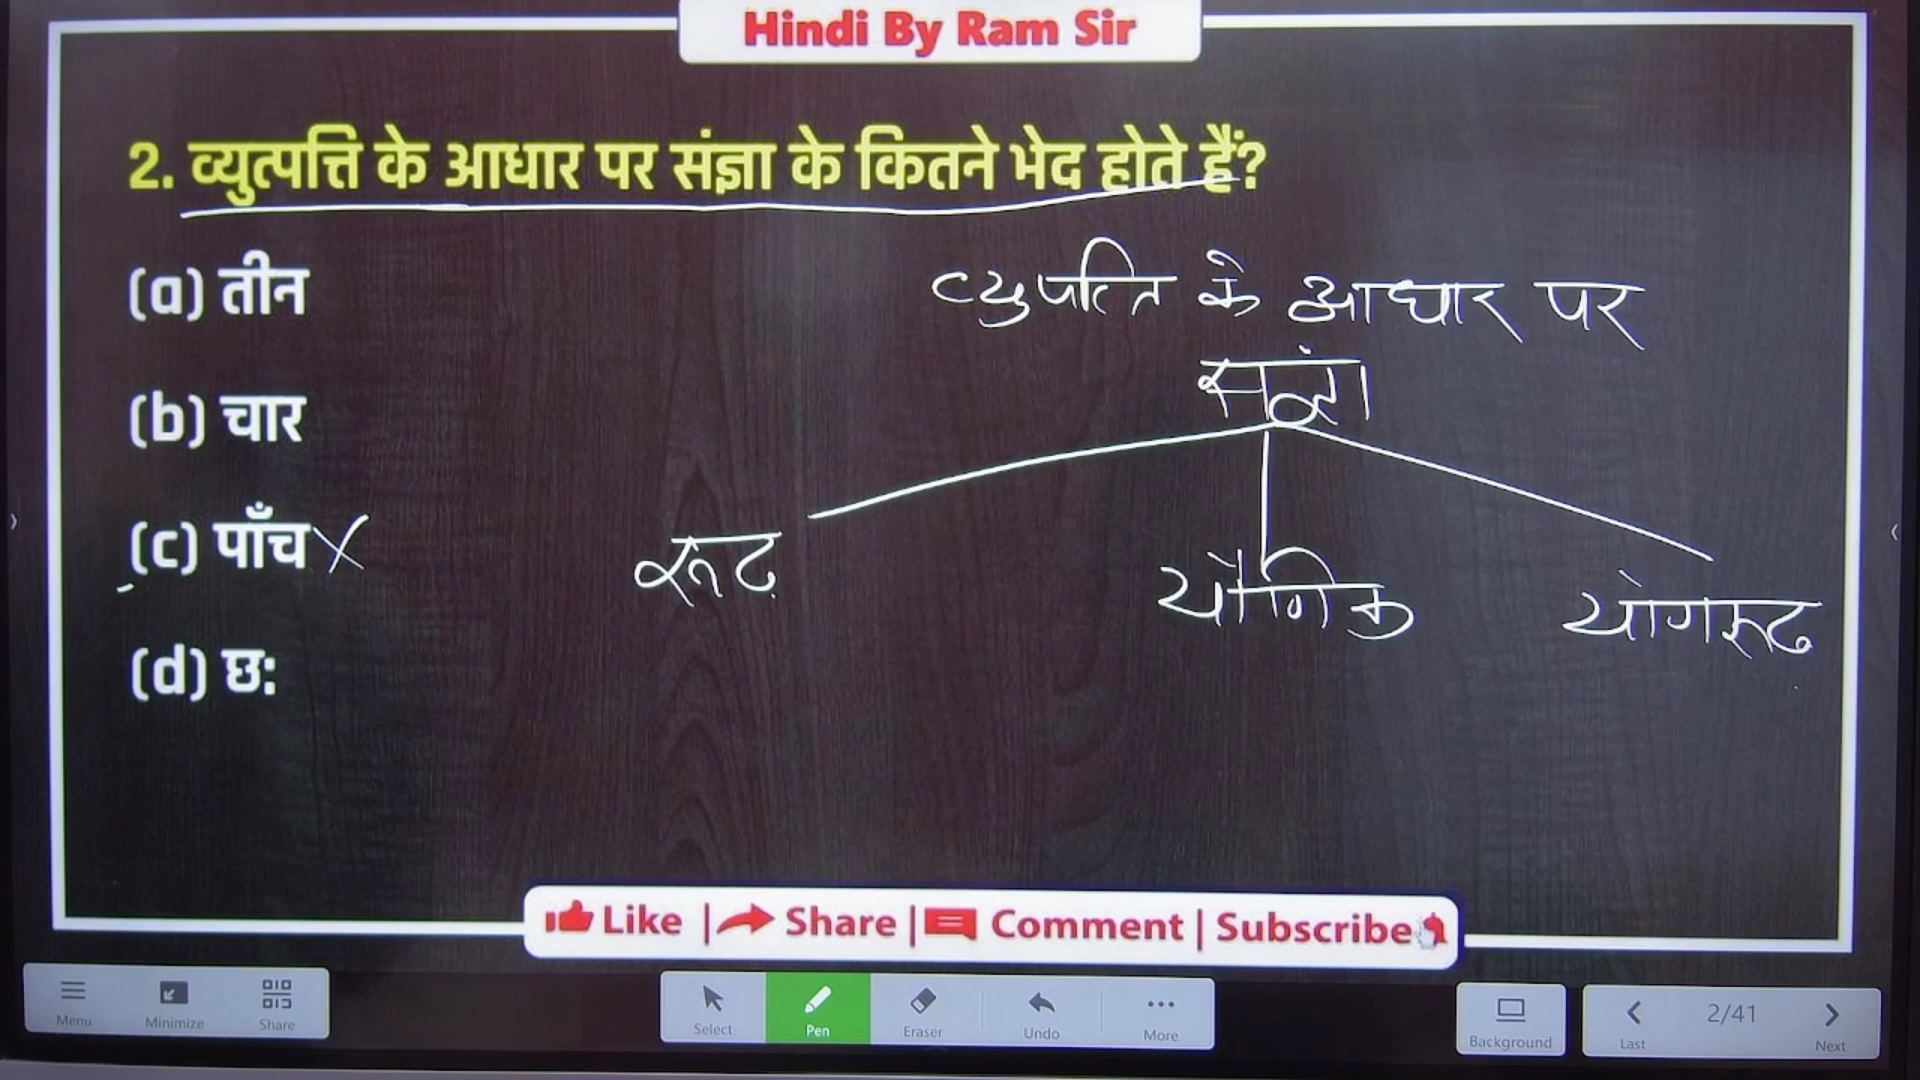 Hindi By Ram Sir
2. व्युत्पत्ति के आधार पर संज्ञा के कितने भेद होते हैं?
(a) तीन
(b) चार
(c) पाँच X
(d) छः
व्युपत्ति के आधार पर
संज्ञा
रूढ़
यौगिक
योगरूढ
Like | Share | Comment | Subscribe
Menu
Minimize
Share
Select
Pen
Eraser
Undo
More
Background
Last
2/41
Next